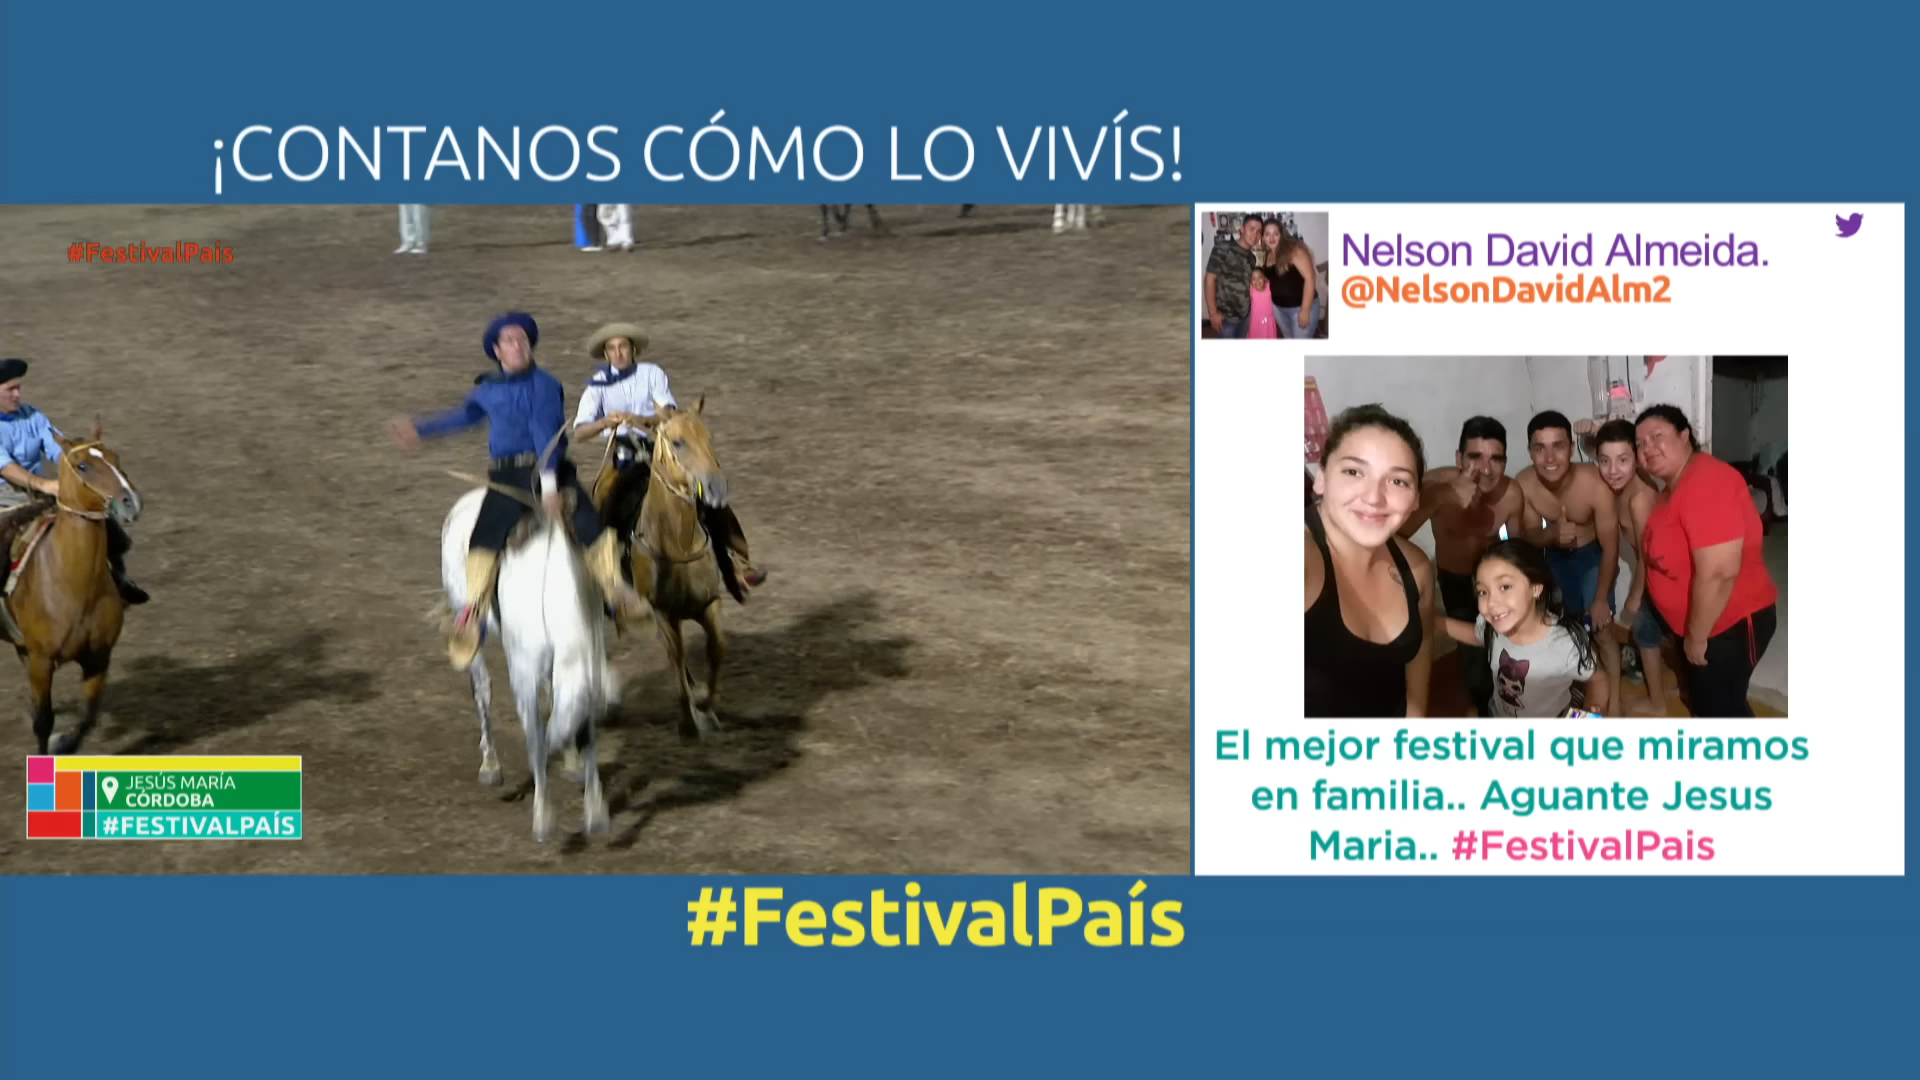 ¡CONTANOS CÓMO LO VIVÍS!
#FestivalPais
Nelson David Almeida.
@NelsonDavidAlm2
El mejor festival que miramos
en familia.. Aguante Jesus
Maria.. #FestivalPais
JESÚS MARÍA
CÓRDOBA
#FESTIVALPAÍS
#FestivalPaís